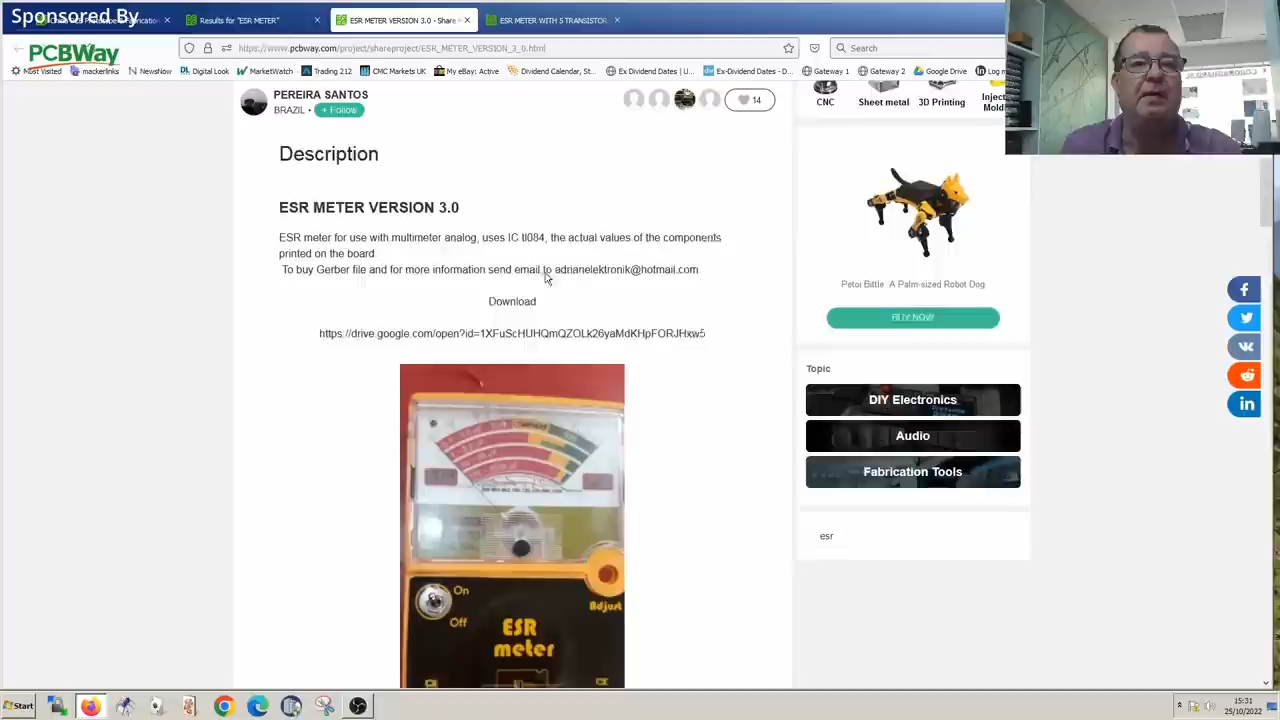 Sponsored By
PCBWay
Results for "ESR METER"
ESR METER VERSION 3.0 - Share
ESR METER WITH 5 TRANSISTOR
https://www.pcbway.com/project/shareproject/ESR_METER_VERSION_3_0.html
Search
Most Visited
mackerlinks
NewsNow
Digital Look
MarketWatch
Trading 212
CMC Markets UK
My eBay: Active
Dividend Calendar, St...
Ex Dividend Dates | U...
Ex-Dividend Dates - D...
Gateway 1
Gateway 2
Google Drive
Log n
PEREIRA SANTOS
BRAZIL • + Follow
14
CNC
Sheet metal
3D Printing
Description
ESR METER VERSION 3.0
ESR meter for use with multimeter analog, uses IC tl084, the actual values of the components
printed on the board
To buy Gerber file and for more information send email to adrianelektronik@hotmail.com
Download
https://drive.google.com/open?id=1XFuScHUHQmQZOLk26yaMdKHpFORJHxw5
On
Off
Adjust
ESR
meter
Petoi Bittle A Palm-sized Robot Dog
BUY NOW
Topic
DIY Electronics
Audio
Fabrication Tools
esr
Start
15:31
25/10/2022